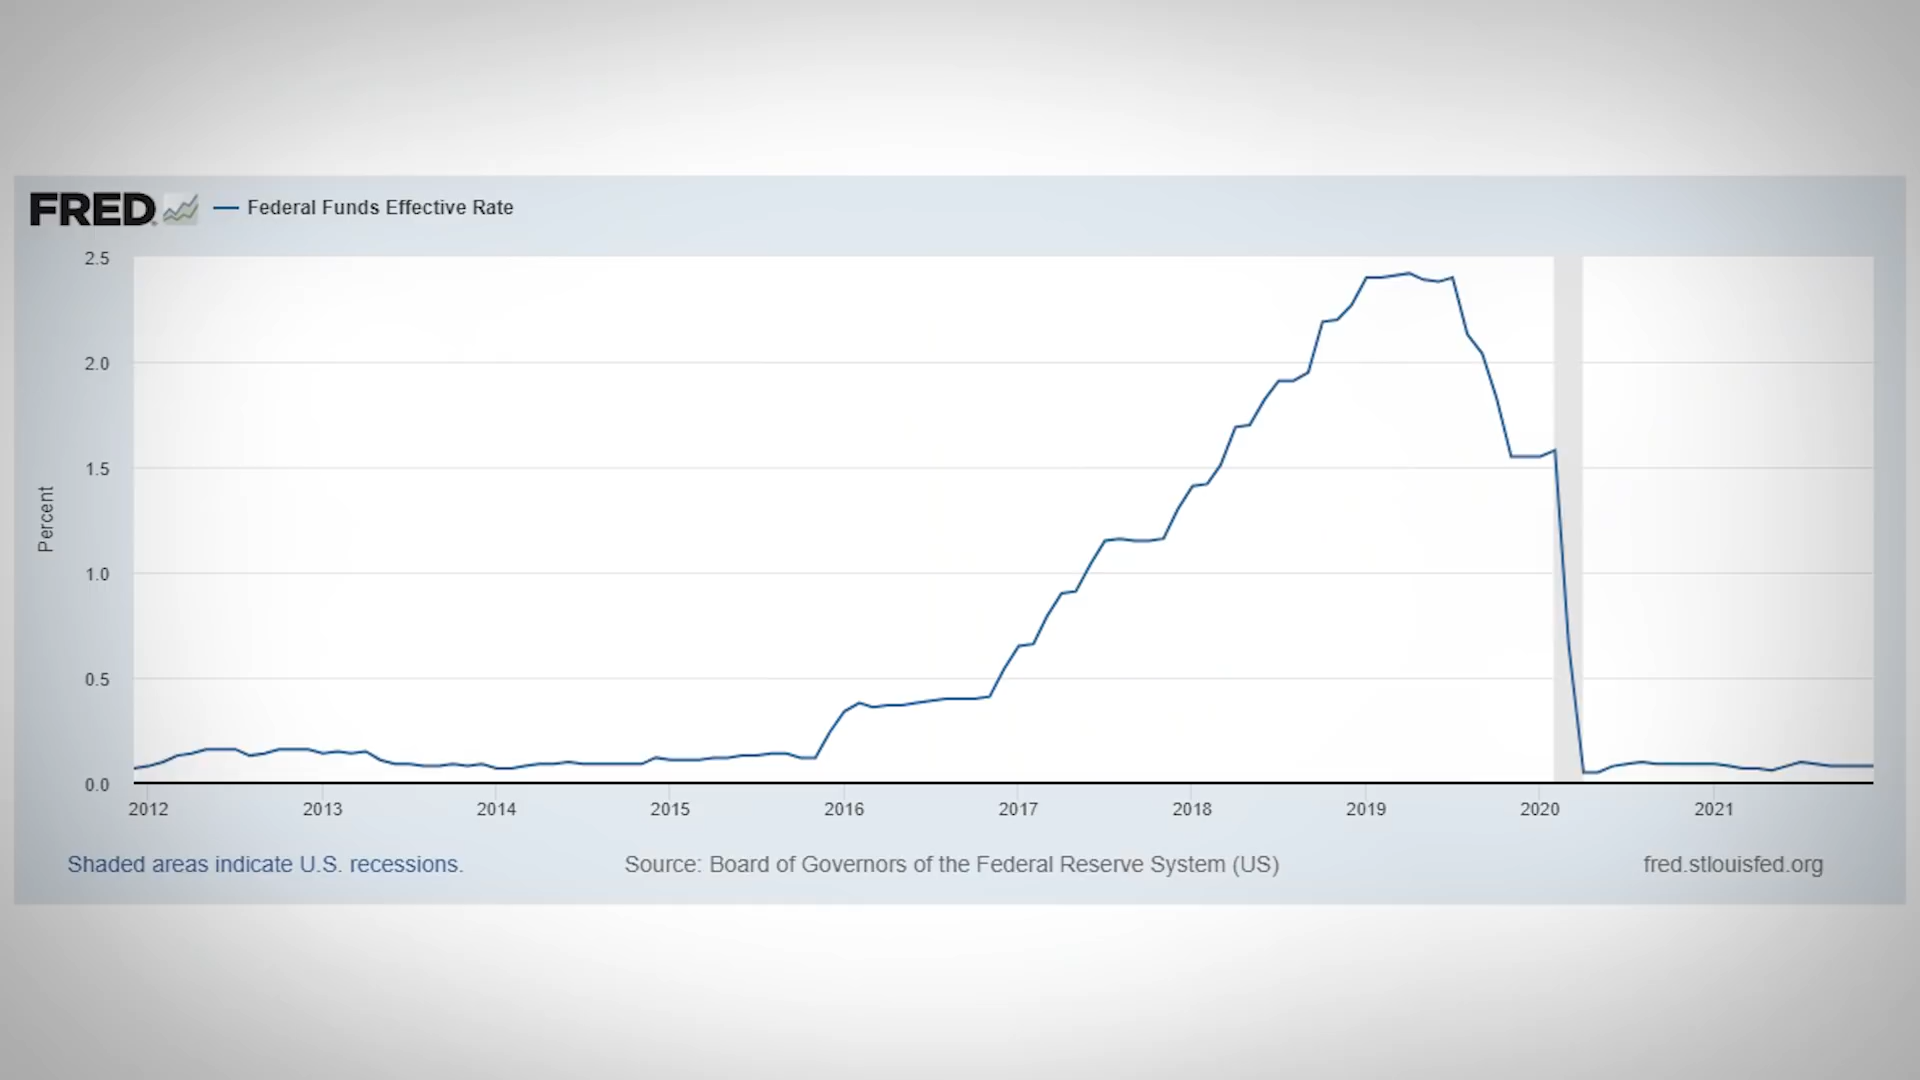 FRED
Federal Funds Effective Rate
2.5
2.0
1.5
1.0
0.5
0.0
Percent
2012 2013 2014 2015 2016 2017 2018 2019 2020 2021
Shaded areas indicate U.S. recessions. Source: Board of Governors of the Federal Reserve System (US) fred.stlouisfed.org